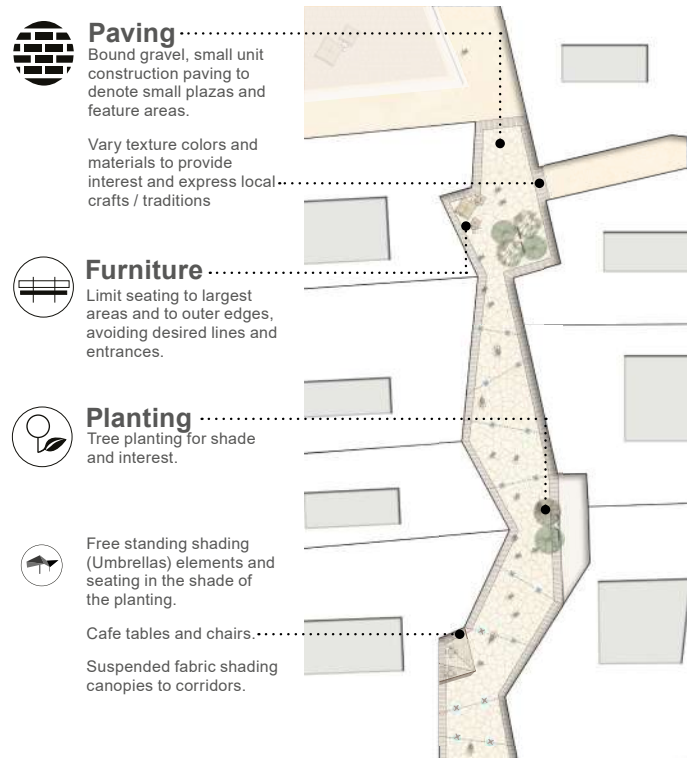 Paving
Bound gravel, small unit
construction paving to
denote small plazas and
feature areas.
Vary texture colors and
materials to provide
interest and express local
crafts / traditions
Furniture
Limit seating to largest
areas and to outer edges,
avoiding desired lines and
entrances.
Planting
Tree planting for shade
and interest.
Free standing shading
(Umbrellas) elements and
seating in the shade of
the planting.
Cafe tables and chairs.
Suspended fabric shading
canopies to corridors.